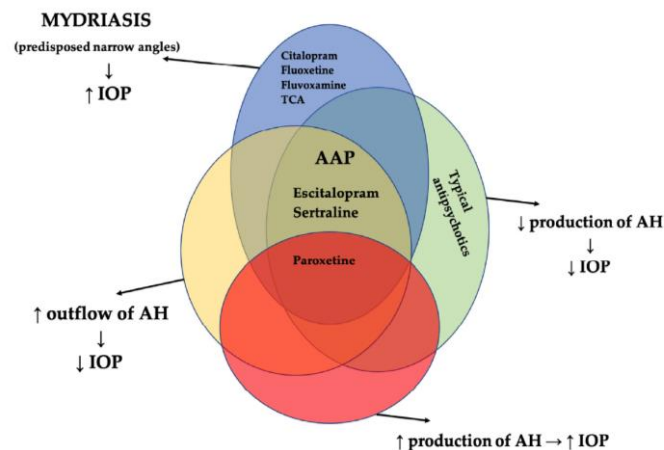 MYDRIASIS
(predisposed narrow angles)
↓
↑ IOP
Citalopram
Fluoxetine
Fluvoxamine
TCA
AAP
Escitalopram
Sertraline
Paroxetine
Typical
antipsychotics
↓ production of AH
↓
↓ IOP
↑ outflow of AH
↓
↓ IOP
↑ production of AH → ↑ IOP